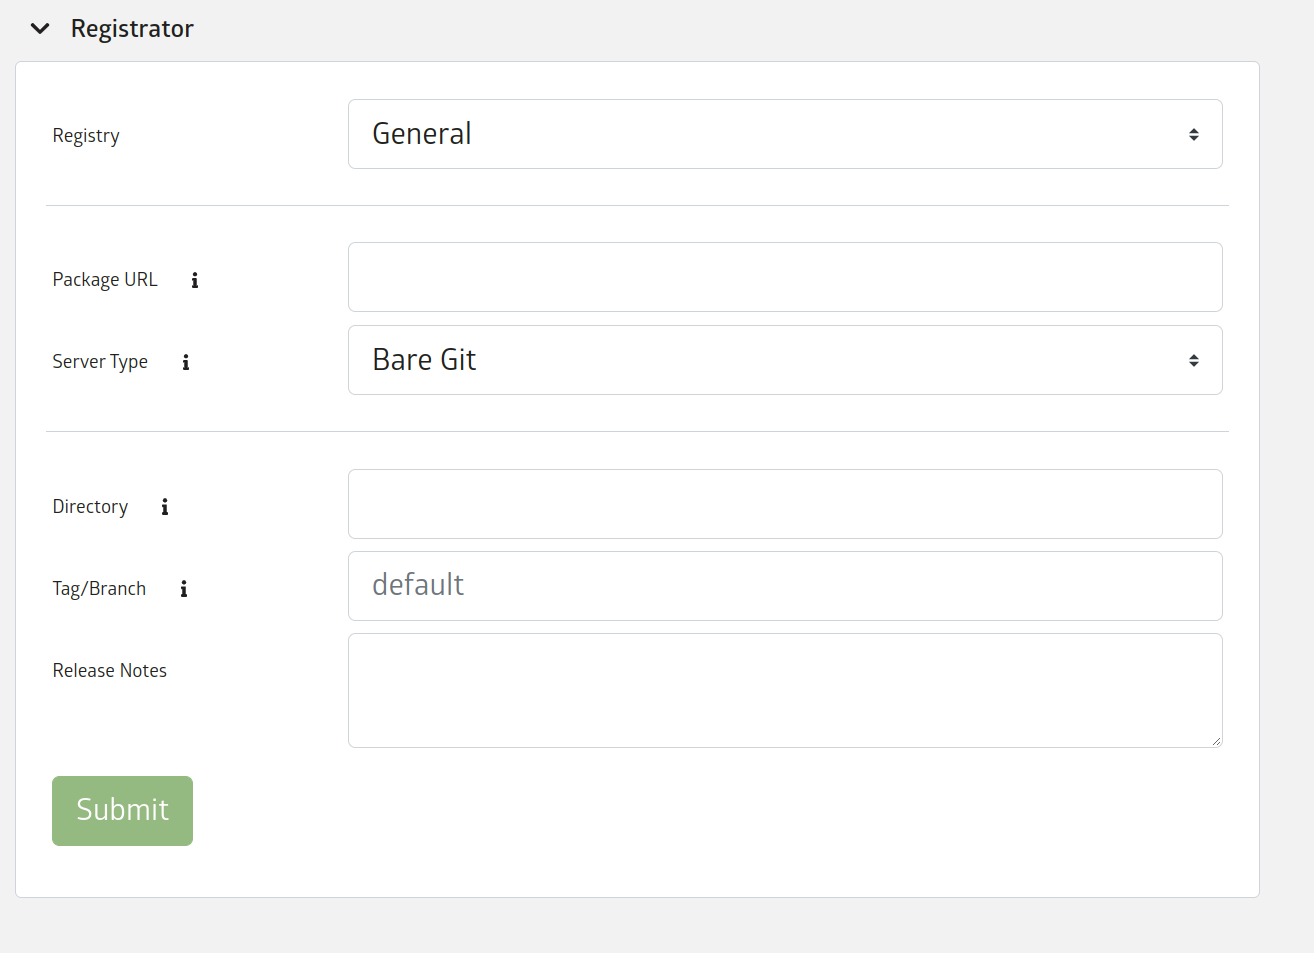 Registrator
Registry
General
Package URL
Server Type
Bare Git
Directory
Tag/Branch
default
Release Notes
Submit